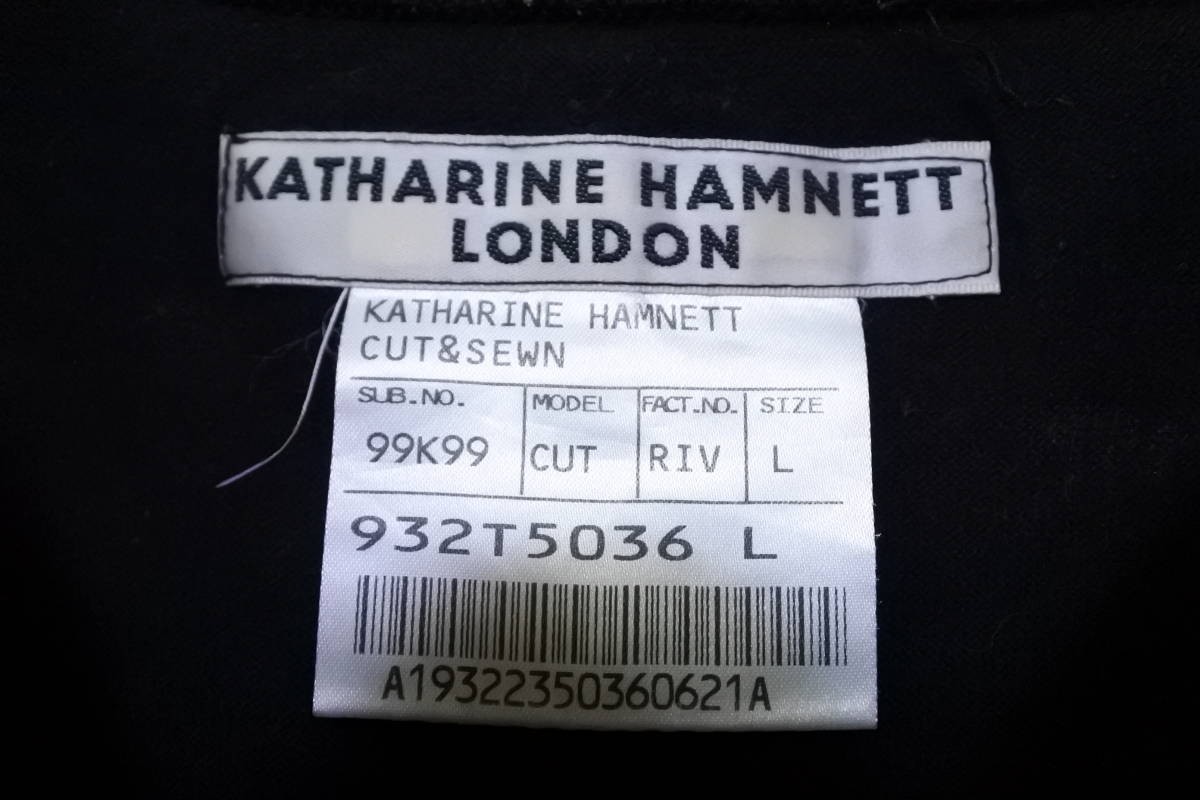 KATHARINE HAMNETT
LONDON
KATHARINE HAMNETT
CUT&SEWN
SUB.NO. MODEL FACT.NO. SIZE
99K99 CUT RIV L
932T5036 L
A19322350360621A